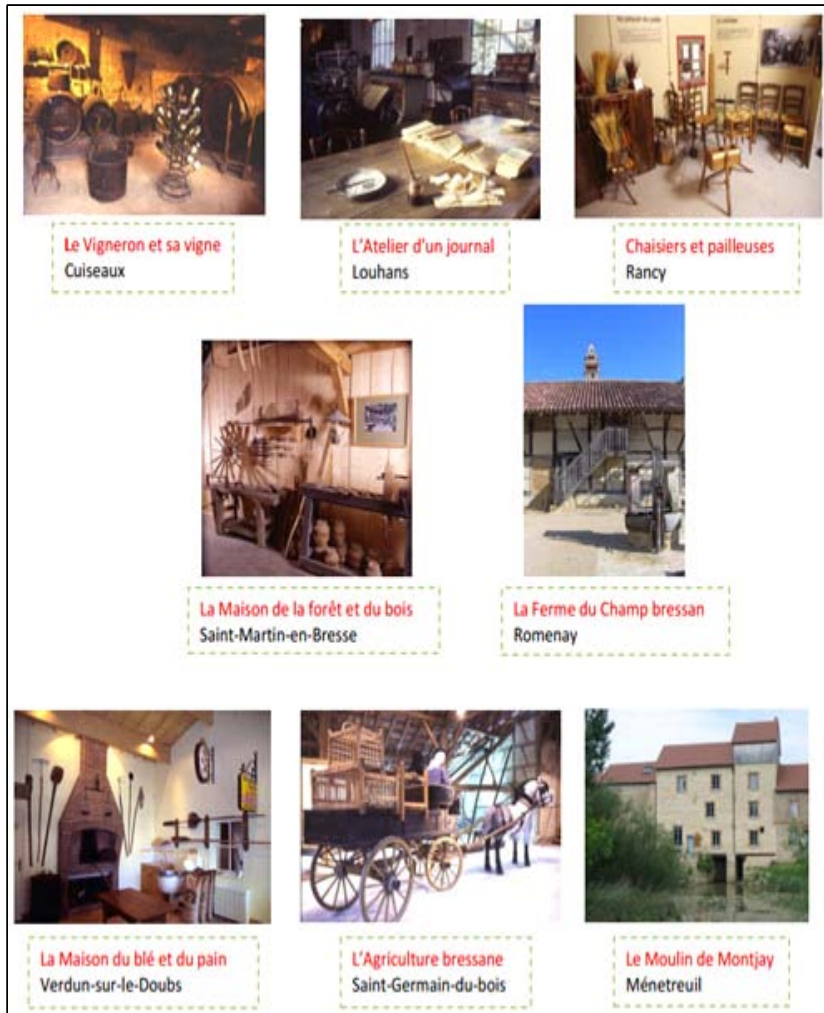 Le Vigneron et sa vigne
Cuiseaux
L'Atelier d'un journal
Louhans
Chaisiers et pailleuses
Rancy
La Maison de la forêt et du bois
Saint-Martin-en-Bresse
La Ferme du Champ bressan
Romenay
La Maison du blé et du pain
Verdun-sur-le-Doubs
L'Agriculture bressane
Saint-Germain-du-bois
Le Moulin de Montjay
Ménetreuil